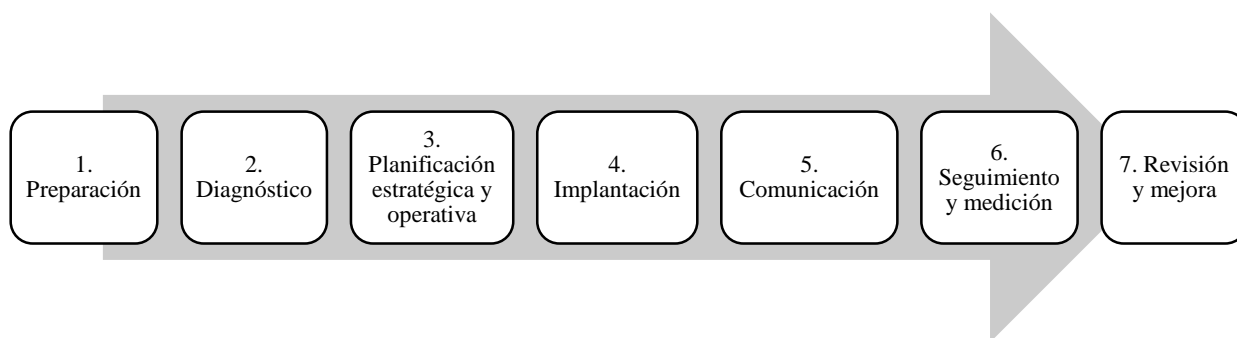 1.
Preparación
2.
Diagnóstico
3.
Planificación
estratégica y
operativa
4.
Implantación
5.
Comunicación
6.
Seguimiento
y medición
7. Revisión
y mejora